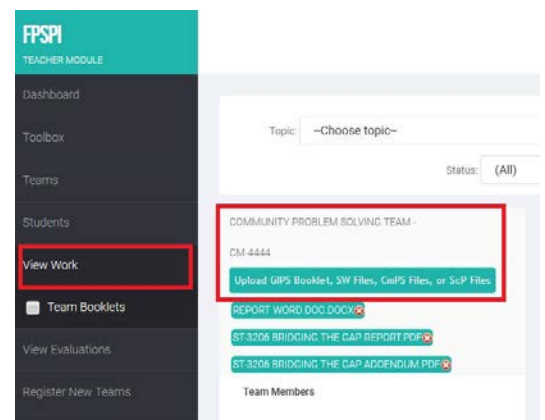 FPSPI
TEACHER MODULE
Dashboard
Toolbox
Teams
Students
View Work
Team Booklets
View Evaluations
Register New Teams
Topic: --Choose topic--
Status: (All)
COMMUNITY PROBLEM SOLVING TEAM -
CM-4444
Upload GIPS Booklet, SW Files, CmPS Files, or ScP Files
REPORT WORD DOC.DOCX
ST-3206 BRIDGING THE GAP REPORT.PDF
ST-3206 BRIDGING THE GAP ADDENDUM.PDF
Team Members